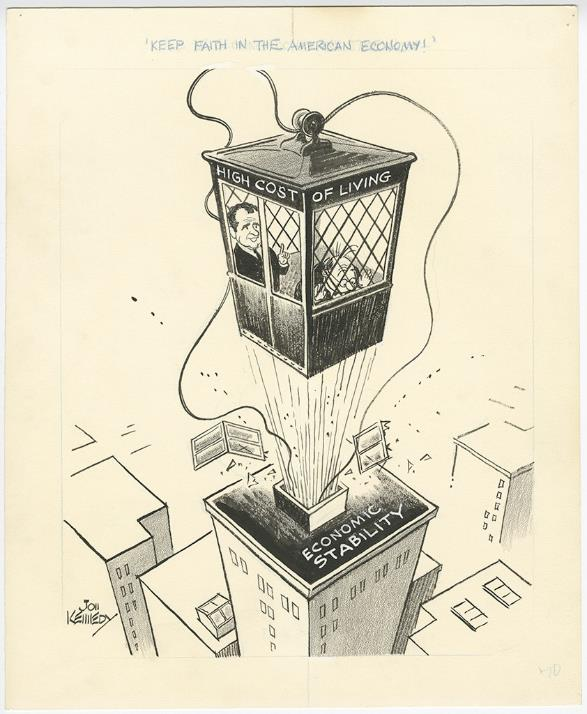 'KEEP FAITH IN THE AMERICAN ECONOMY!'
HIGH COST OF LIVING
ECONOMIC
STABILITY
JON
KENNEDY